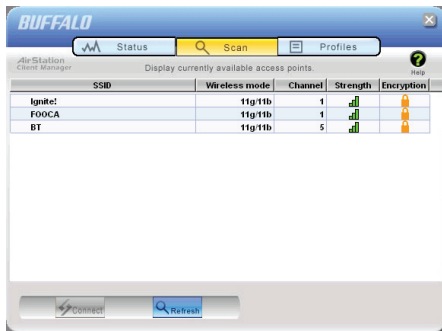 BUFFALO
Status Scan Profiles
AirStation
Client Manager
Display currently available access points.
Help
SSID Wireless mode Channel Strength Encryption
Ignite! 11g/11b 1
FOOCA 11g/11b 1
BT 11g/11b 5
Connect Refresh